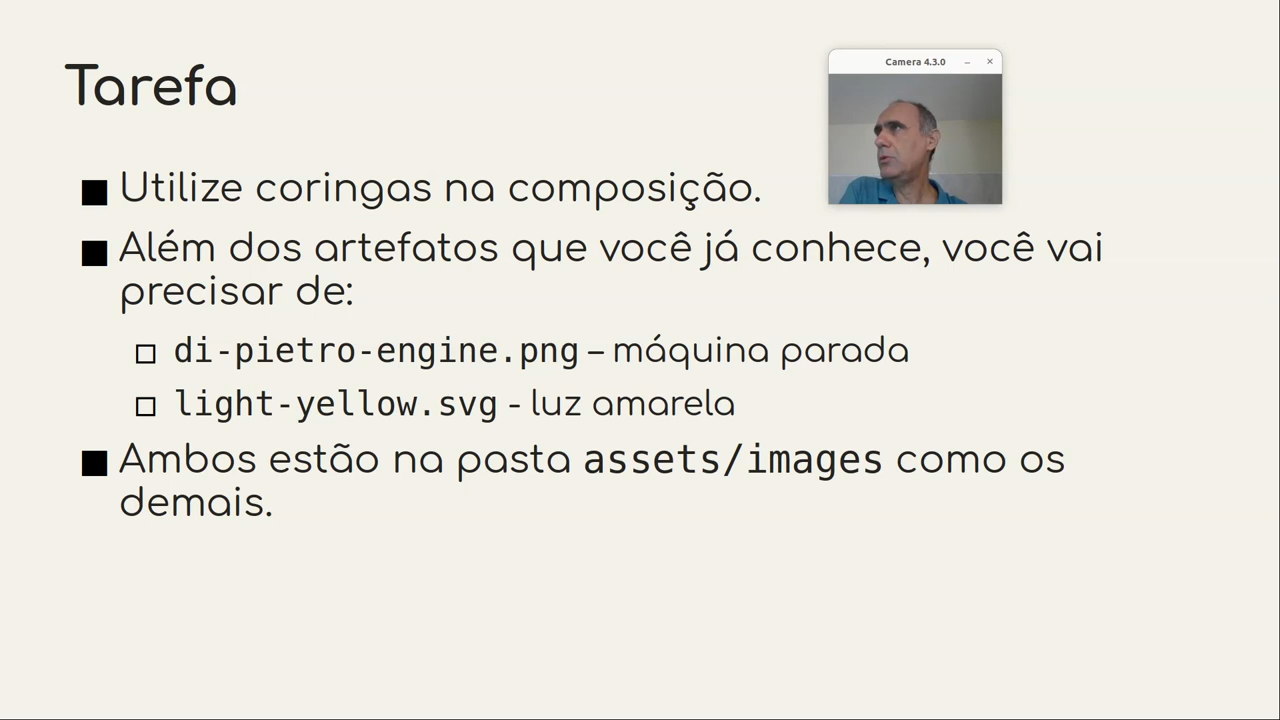 Tarefa
Camera 4.3.0
Utilize coringas na composição.
Além dos artefatos que você já conhece, você vai
precisar de:
di-pietro-engine.png – máquina parada
light-yellow.svg - luz amarela
Ambos estão na pasta assets/images como os
demais.